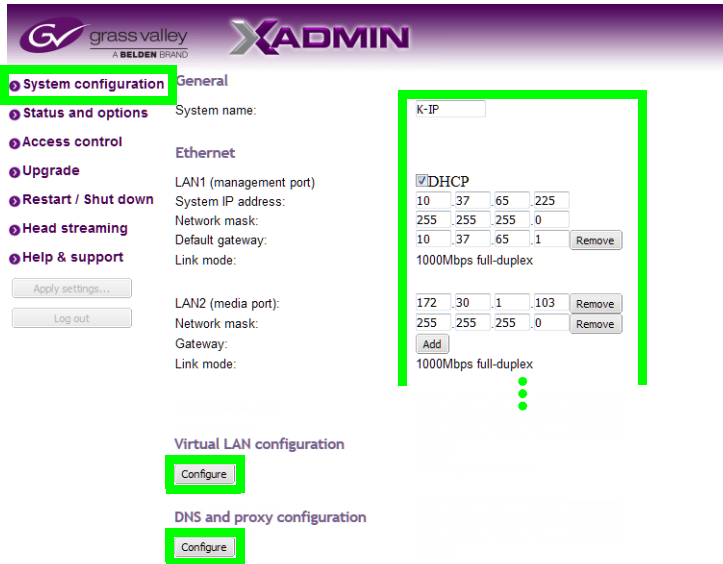 grass valley
A BELDEN BRAND
XADMIN
System configuration
Status and options
Access control
Upgrade
Restart / Shut down
Head streaming
Help & support
Apply settings...
Log out
General
System name: K-IP
Ethernet
LAN1 (management port) DHCP
System IP address: 10 .37 .65 .225
Network mask: 255 .255 .255 .0
Default gateway: 10 .37 .65 .1 Remove
Link mode: 1000Mbps full-duplex
LAN2 (media port): 172 .30 .1 .103 Remove
Network mask: 255 .255 .255 .0 Remove
Gateway: Add
Link mode: 1000Mbps full-duplex
Virtual LAN configuration
Configure
DNS and proxy configuration
Configure